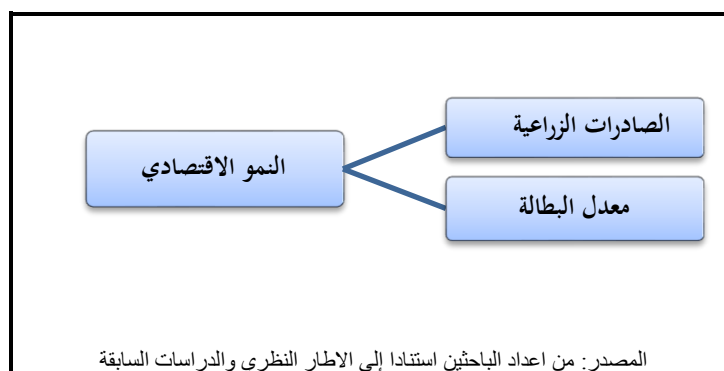 الصادرات الزراعية
النمو الاقتصادي
معدل البطالة
المصدر: من اعداد الباحثين استنادا إلى الاطار النظري والدراسات السابقة